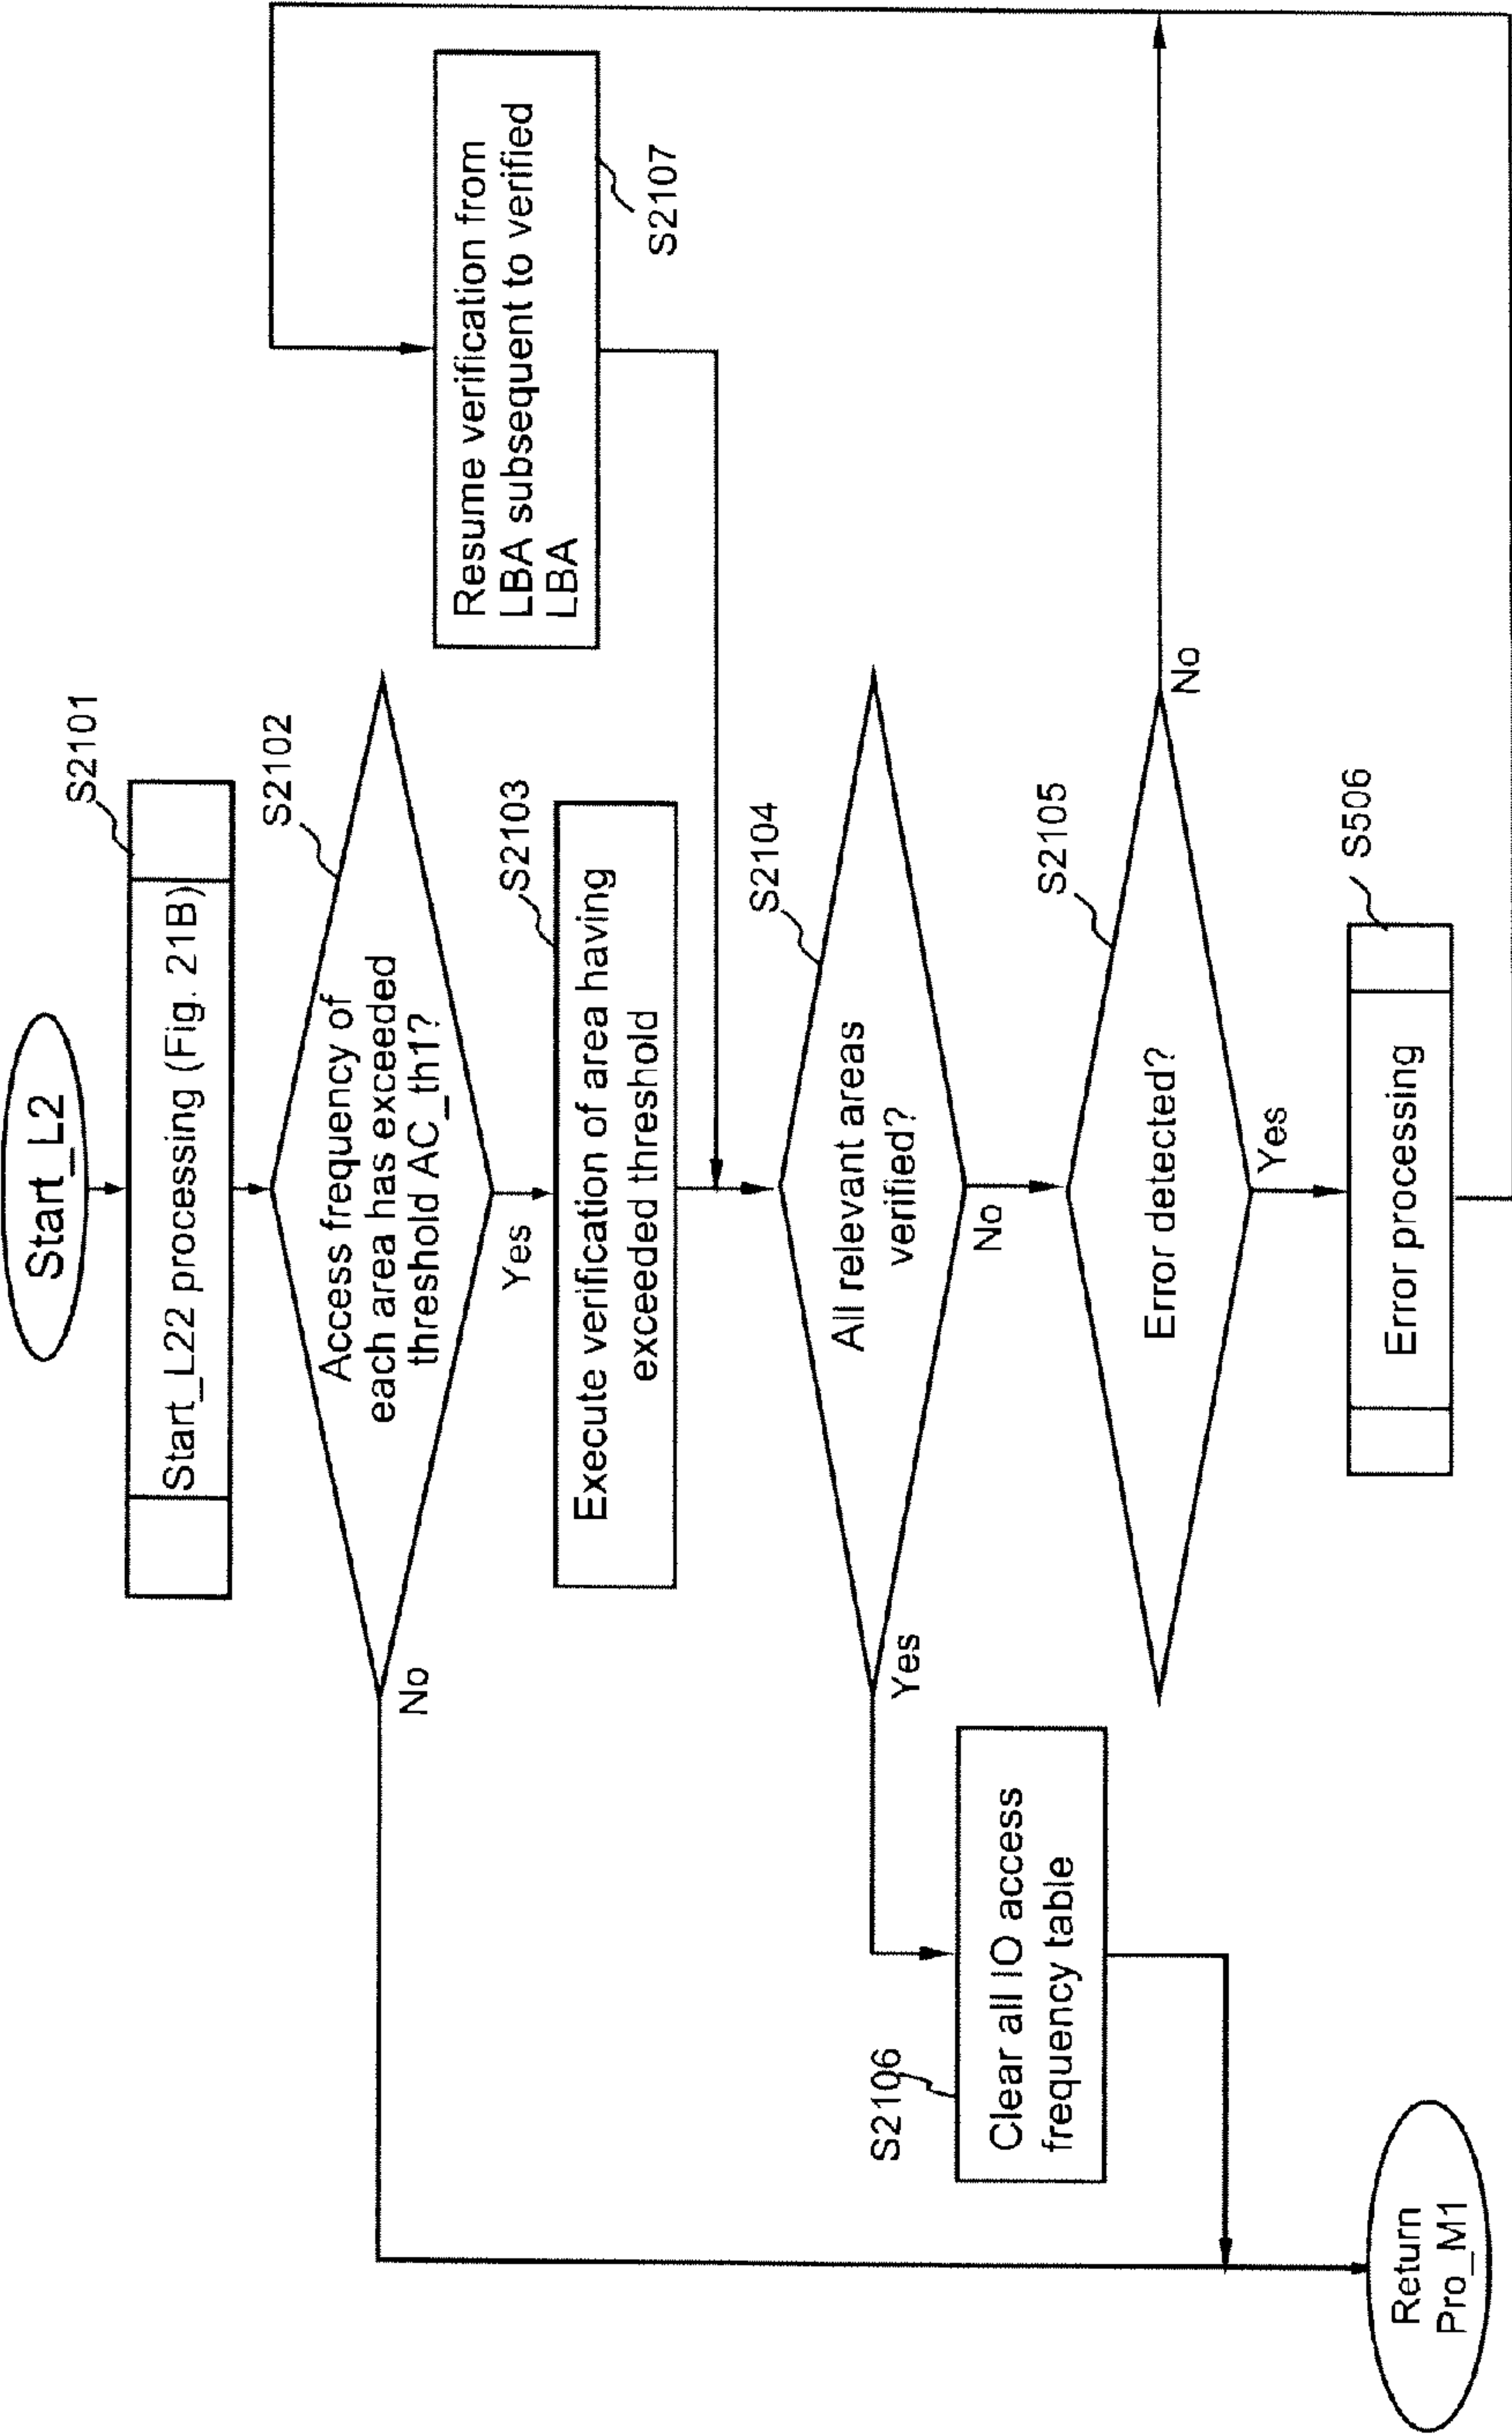 Start_L2
S2101
Start_L22 processing (Fig. 21B)
S2102
Access frequency of
each area has exceeded
threshold AC_th1?
No
Yes
S2103
Execute verification of area having
exceeded threshold
Resume verification from
LBA subsequent to verified
LBA
S2107
S2104
All relevant areas
verified?
Yes
No
S2106
Clear all IO access
frequency table
S2105
Error detected?
No
Yes
S506
Error processing
Return
Pro_M1